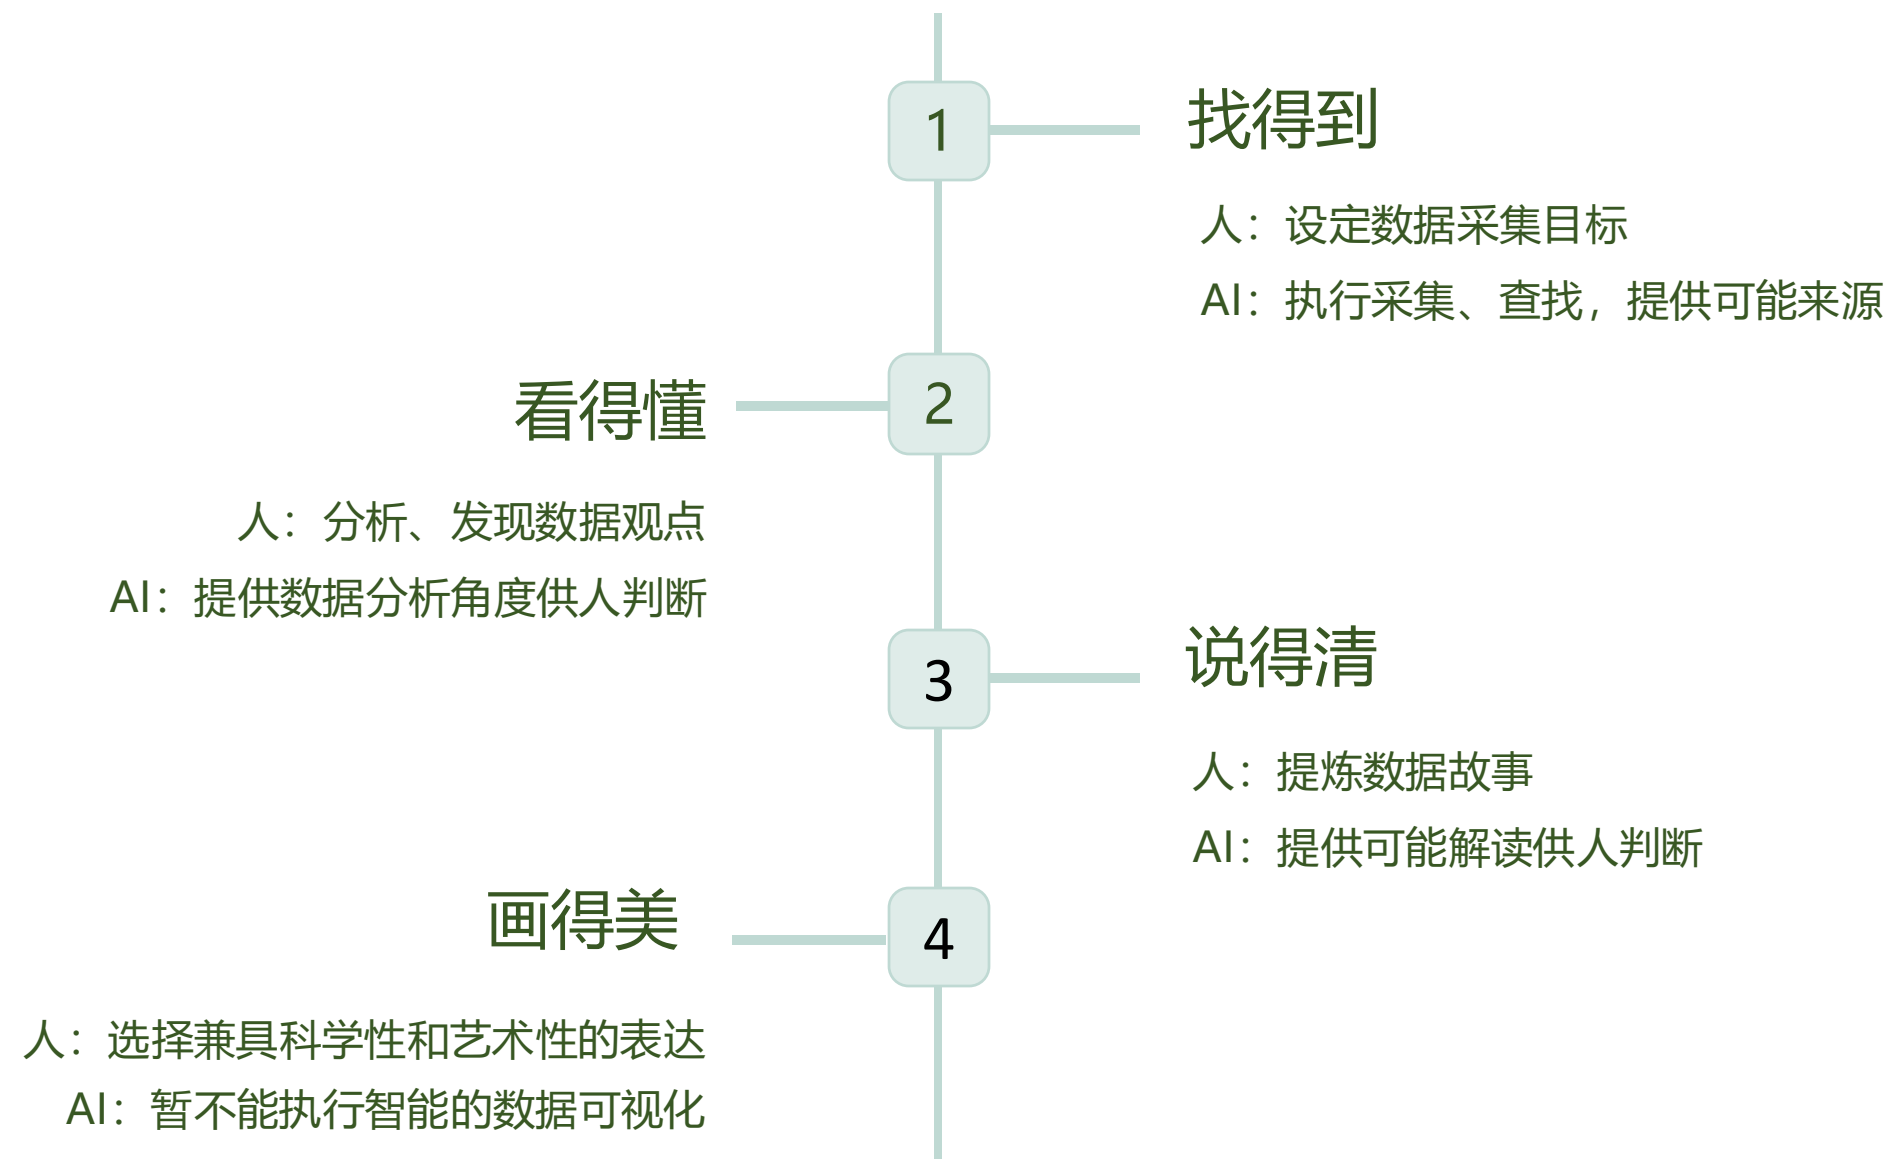 1
找得到
人：设定数据采集目标
AI：执行采集、查找，提供可能来源
2
看得懂
人：分析、发现数据观点
AI：提供数据分析角度供人判断
3
说得清
人：提炼数据故事
AI：提供可能解读供人判断
4
画得美
人：选择兼具科学性和艺术性的表达
AI：暂不能执行智能的数据可视化